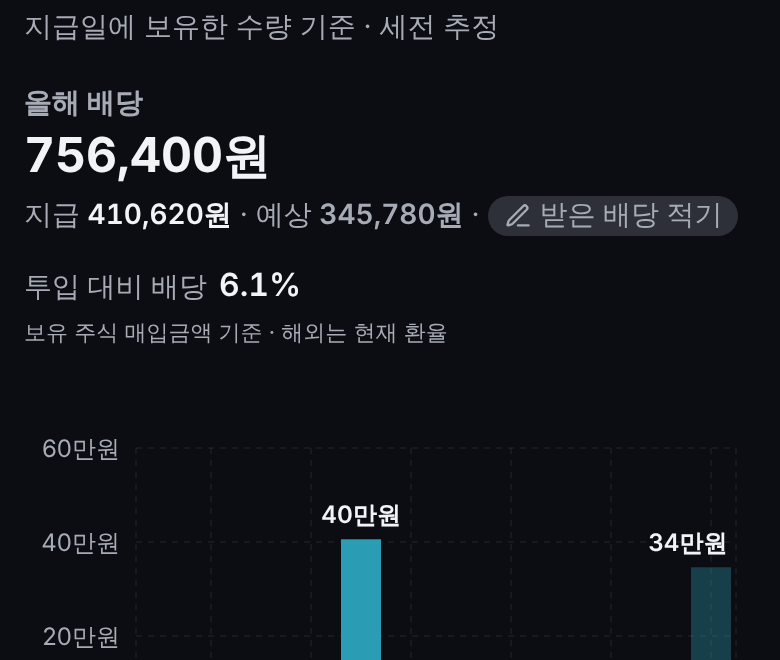 지급일에 보유한 수량 기준 · 세전 추정
올해 배당
756,400원
지급 410,620원 · 예상 345,780원 · 받은 배당 적기
투입 대비 배당 6.1%
보유 주식 매입금액 기준 · 해외는 현재 환율
60만원
40만원
34만원
40만원
20만원